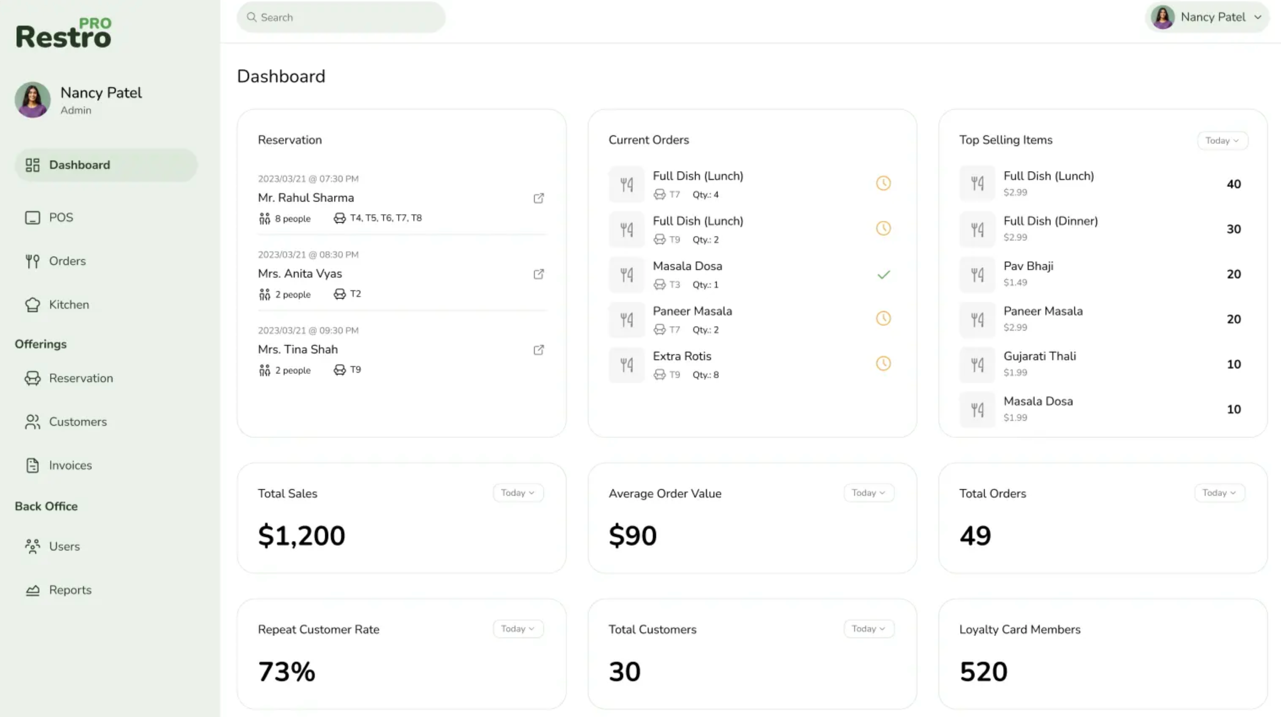 Restro PRO
Nancy Patel
Admin
Dashboard
POS
Orders
Kitchen
Offerings
Reservation
Customers
Invoices
Back Office
Users
Reports
Search
Nancy Patel
Dashboard
Reservation
2023/03/21 @ 07:30 PM
Mr. Rahul Sharma
8 people T4, T5, T6, T7, T8
2023/03/21 @ 08:30 PM
Mrs. Anita Vyas
2 people T2
2023/03/21 @ 09:30 PM
Mrs. Tina Shah
2 people T9
Current Orders
Full Dish (Lunch)
T7 Qty.: 4
Full Dish (Lunch)
T9 Qty.: 2
Masala Dosa
T3 Qty.: 1
Paneer Masala
T7 Qty.: 2
Extra Rotis
T9 Qty.: 8
Top Selling Items Today
Full Dish (Lunch) 40
$2.99
Full Dish (Dinner) 30
$2.99
Pav Bhaji 20
$1.49
Paneer Masala 20
$2.99
Gujarati Thali 10
$1.99
Masala Dosa 10
$1.99
Total Sales Today
$1,200
Average Order Value Today
$90
Total Orders Today
49
Repeat Customer Rate Today
73%
Total Customers Today
30
Loyalty Card Members
520